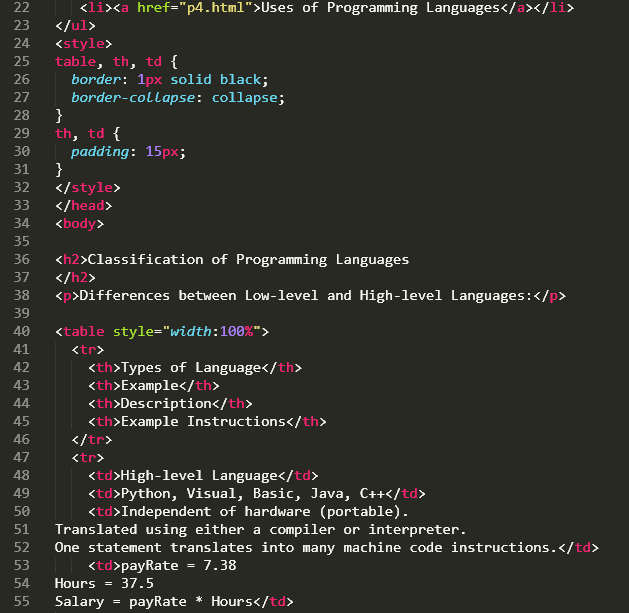 22 <li><a href="p4.html">Uses of Programming Languages</a></li>
23 </ul>
24 <style>
25 table, th, td {
26 border: 1px solid black;
27 border-collapse: collapse;
28 }
29 th, td {
30 padding: 15px;
31 }
32 </style>
33 </head>
34 <body>
35
36 <h2>Classification of Programming Languages
37 </h2>
38 <p>Differences between Low-level and High-level Languages:</p>
39
40 <table style="width:100%">
41 <tr>
42 <th>Types of Language</th>
43 <th>Example</th>
44 <th>Description</th>
45 <th>Example Instructions</th>
46 </tr>
47 <tr>
48 <td>High-level Language</td>
49 <td>Python, Visual, Basic, Java, C++</td>
50 <td>Independent of hardware (portable).
51 Translated using either a compiler or interpreter.
52 One statement translates into many machine code instructions.</td>
53 <td>payRate = 7.38
54 Hours = 37.5
55 Salary = payRate * Hours</td>